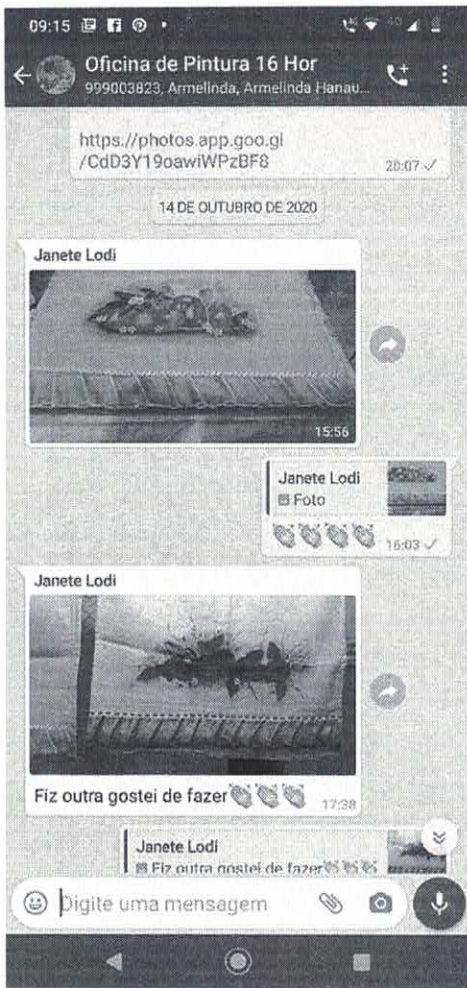 09:15
Oficina de Pintura 16 Hor
999003823, Armelinda, Armelinda Hanau...
https://photos.app.goo.gl
/CdD3Y19oawiWPzBF8
20:07
14 DE OUTUBRO DE 2020
Janete Lodi
15:56
Janete Lodi
Foto
👏👏👏👏
16:03
Janete Lodi
Fiz outra gostei de fazer👏👏👏
17:38
Janete Lodi
Fiz outra gostei de fazer👏👏👏
Digite uma mensagem